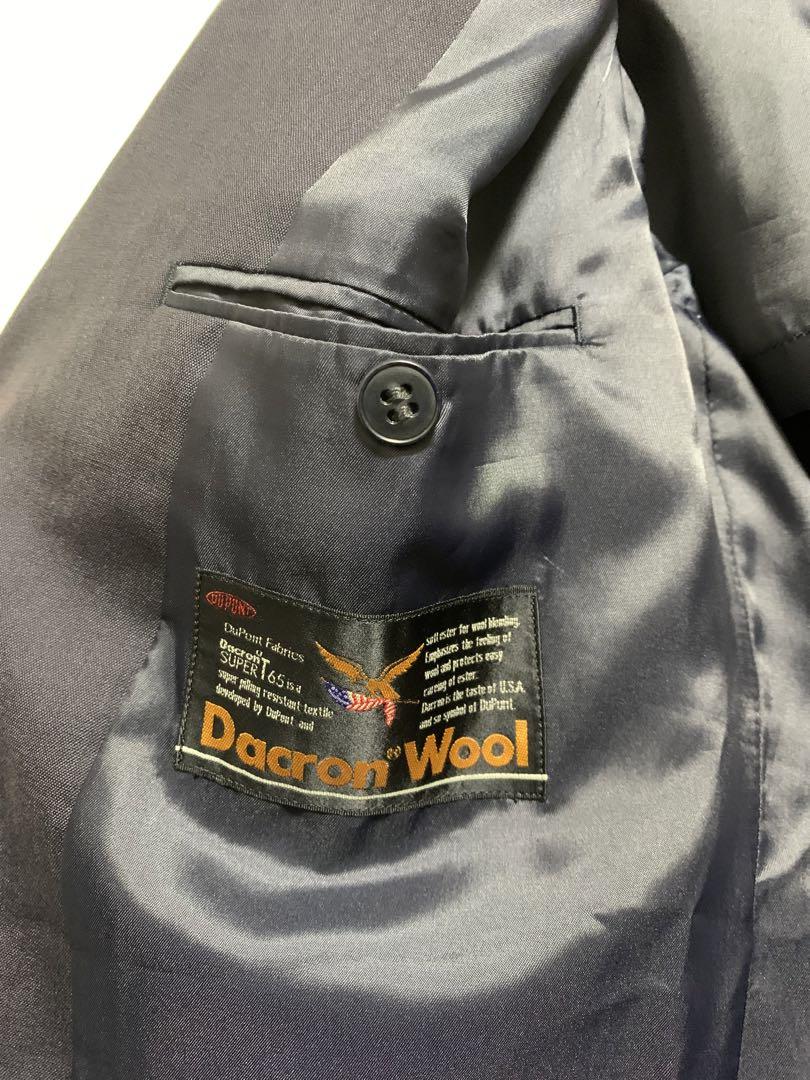 DUPONT
DuPont Fabrics
Dacron
SUPER T65 is a
super pilling resistant textile
developed by DuPont and
softester for wool blending.
Emphasizes the feeling of
wool and protects easy
careing of ester.
Dacron is the taste of U.S.A.
and so symbol of DuPont.
Dacron® Wool